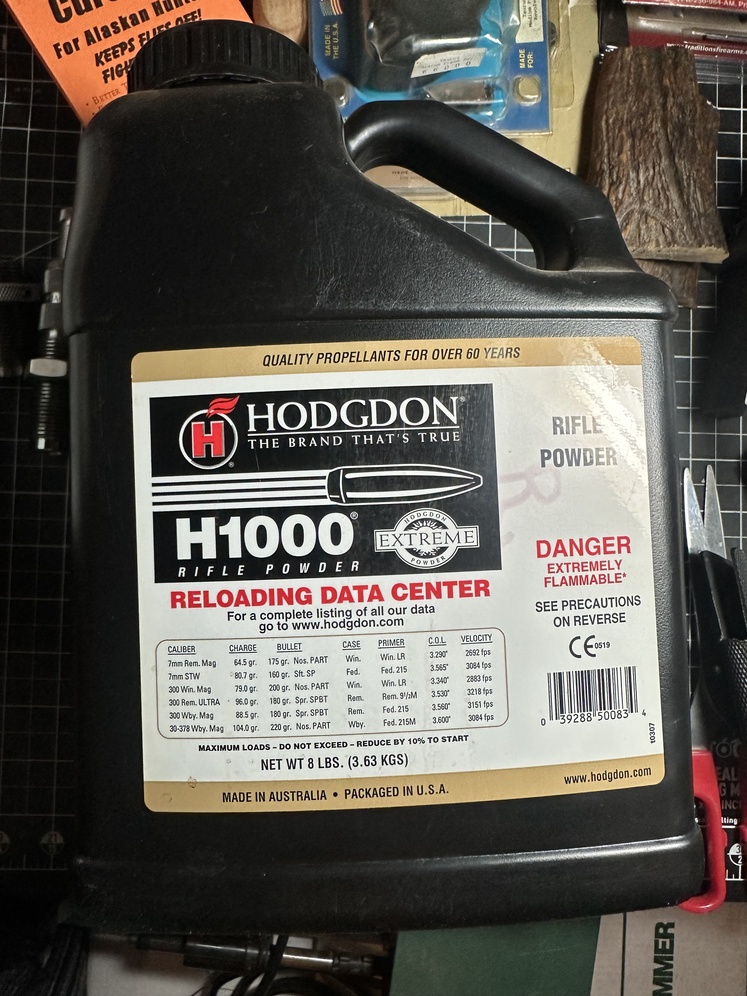 For Alaskan Hun
KEEPS FLIES OFF!
MADE IN
THE U.S.A.
MADE
FOR:
www.traditionsfirearms.
QUALITY PROPELLANTS FOR OVER 60 YEARS
H
HODGDON®
THE BRAND THAT'S TRUE
H1000®
RIFLE POWDER
HODGDON
EXTREME
POWDER
RIFLE
POWDER
DANGER
EXTREMELY
FLAMMABLE*
SEE PRECAUTIONS
ON REVERSE
CE 0519
0 39288 50083 4
10307
RELOADING DATA CENTER
For a complete listing of all our data
go to www.hodgdon.com
CALIBER CHARGE BULLET CASE PRIMER C.O.L. VELOCITY
7mm Rem. Mag 64.5 gr. 175 gr. Nos. PART Win. Win. LR 3.290" 2692 fps
7mm STW 80.7 gr. 160 gr. Sft. SP Fed. Fed. 215 3.565" 3084 fps
300 Win. Mag 79.0 gr. 200 gr. Nos. PART Win. Win. LR 3.340" 2883 fps
300 Rem. ULTRA 96.0 gr. 180 gr. Spr. SPBT Rem. Rem. 9½M 3.530" 3218 fps
300 Wby. Mag 88.5 gr. 180 gr. Spr. SPBT Rem. Fed. 215 3.560" 3151 fps
30-378 Wby. Mag 104.0 gr. 220 gr. Nos. PART Wby. Fed. 215M 3.600" 3084 fps
MAXIMUM LOADS – DO NOT EXCEED – REDUCE BY 10% TO START
NET WT 8 LBS. (3.63 KGS)
MADE IN AUSTRALIA • PACKAGED IN U.S.A.
www.hodgdon.com
MMER